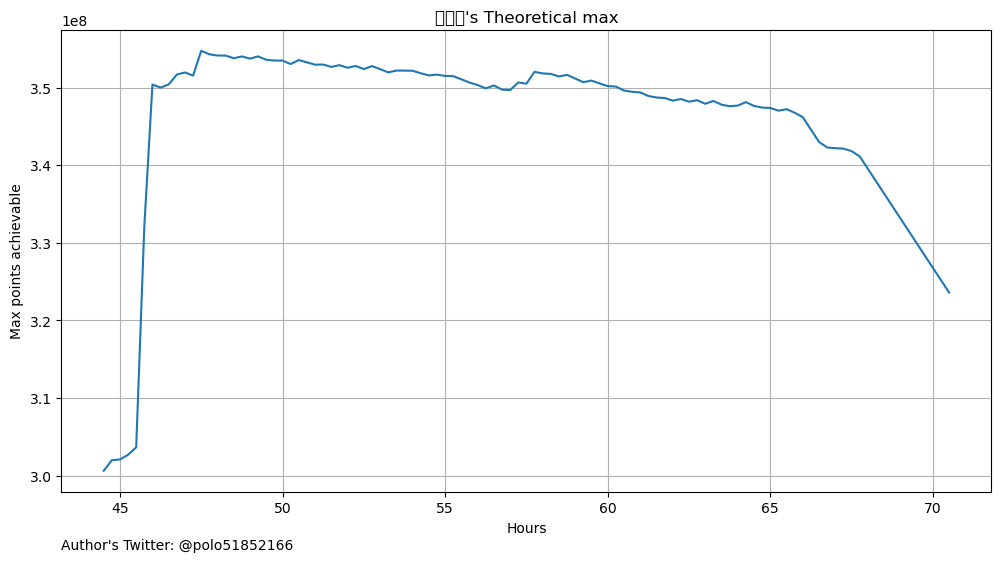 's Theoretical max
1e8
3.5
3.4
3.3
3.2
3.1
3.0
Max points achievable
45 50 55 60 65 70
Hours
Author's Twitter: @polo51852166